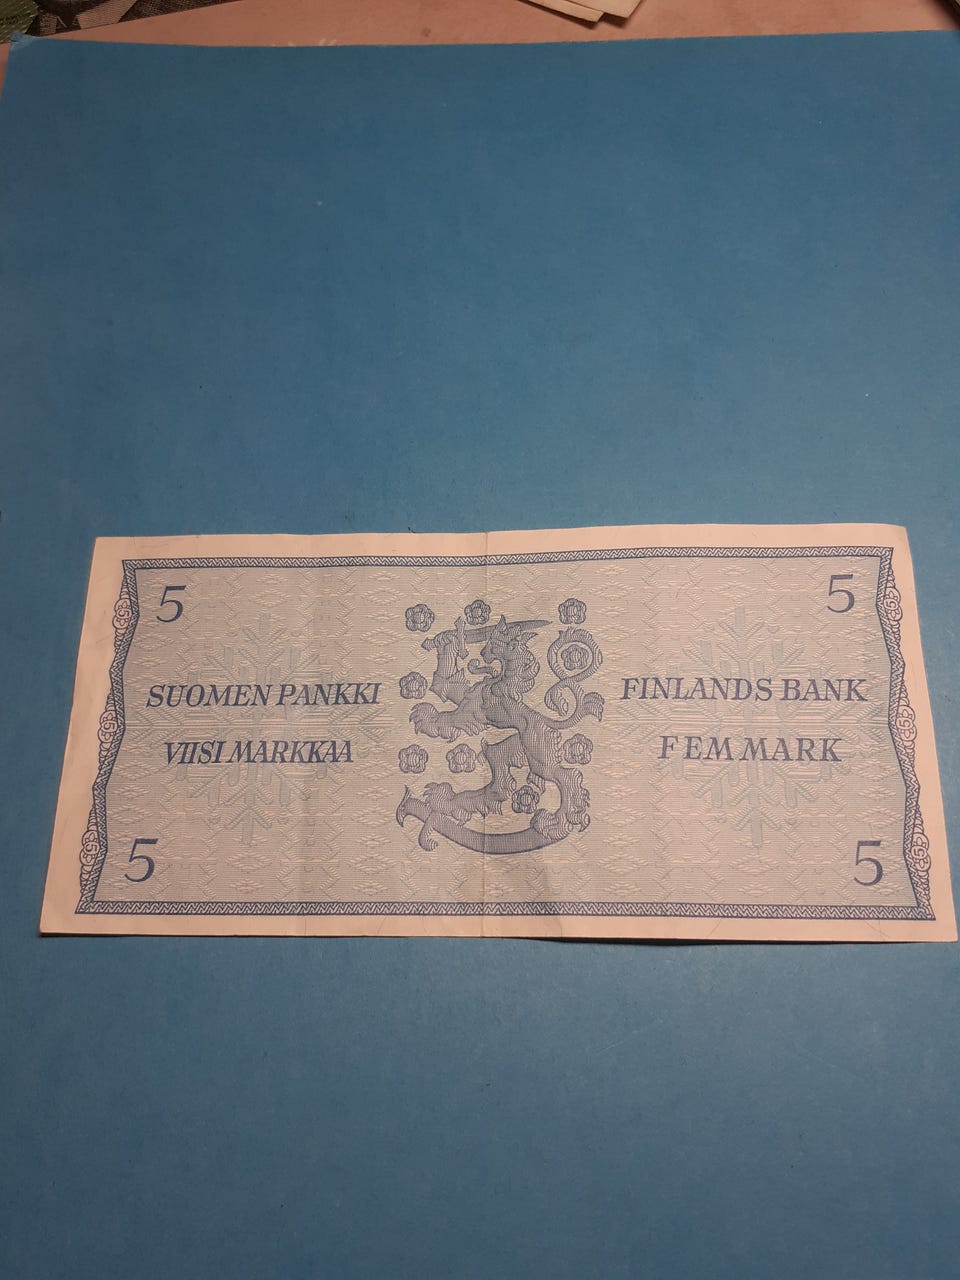 5 5
SUOMEN PANKKI FINLANDS BANK
VIISI MARKKAA FEM MARK
5 5